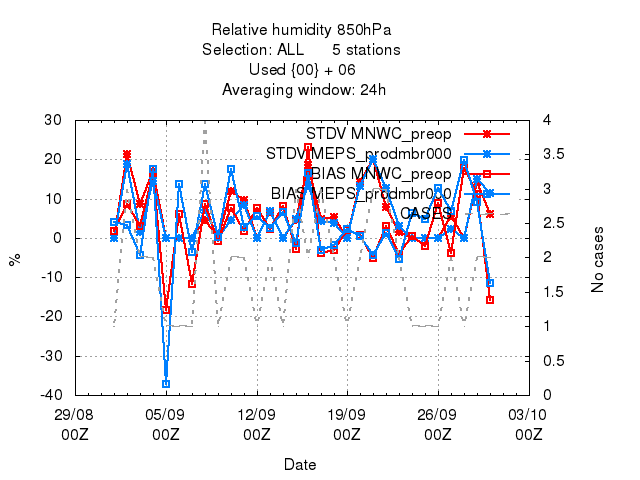 Relative humidity 850hPa
Selection: ALL 5 stations
Used {00} + 06
Averaging window: 24h
STDV MNWC_preop
STDV MEPS_prodmbr000
BIAS MNWC_preop
BIAS MEPS_prodmbr000
CASES
30
20
10
0
-10
-20
-30
-40
%
4
3.5
3
2.5
2
1.5
1
0.5
0
No cases
29/08 05/09 12/09 19/09 26/09 03/10
00Z 00Z 00Z 00Z 00Z 00Z
Date